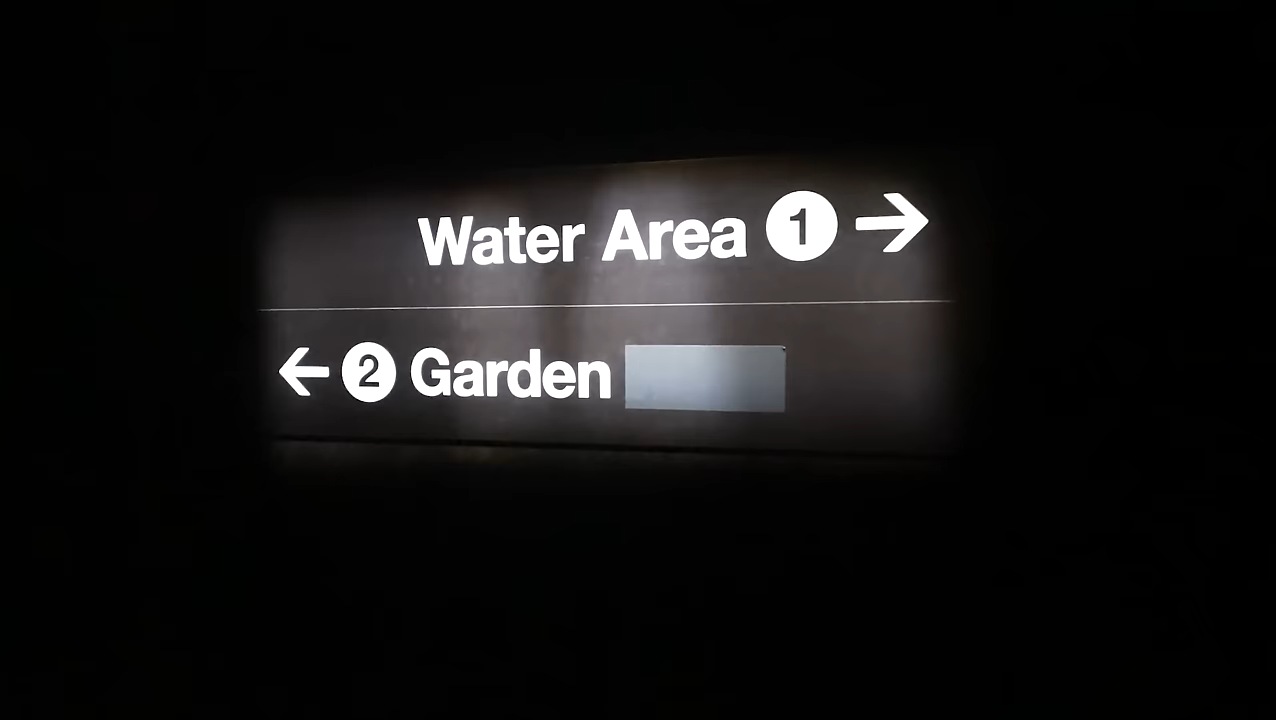 Water Area 1 →
← 2 Garden